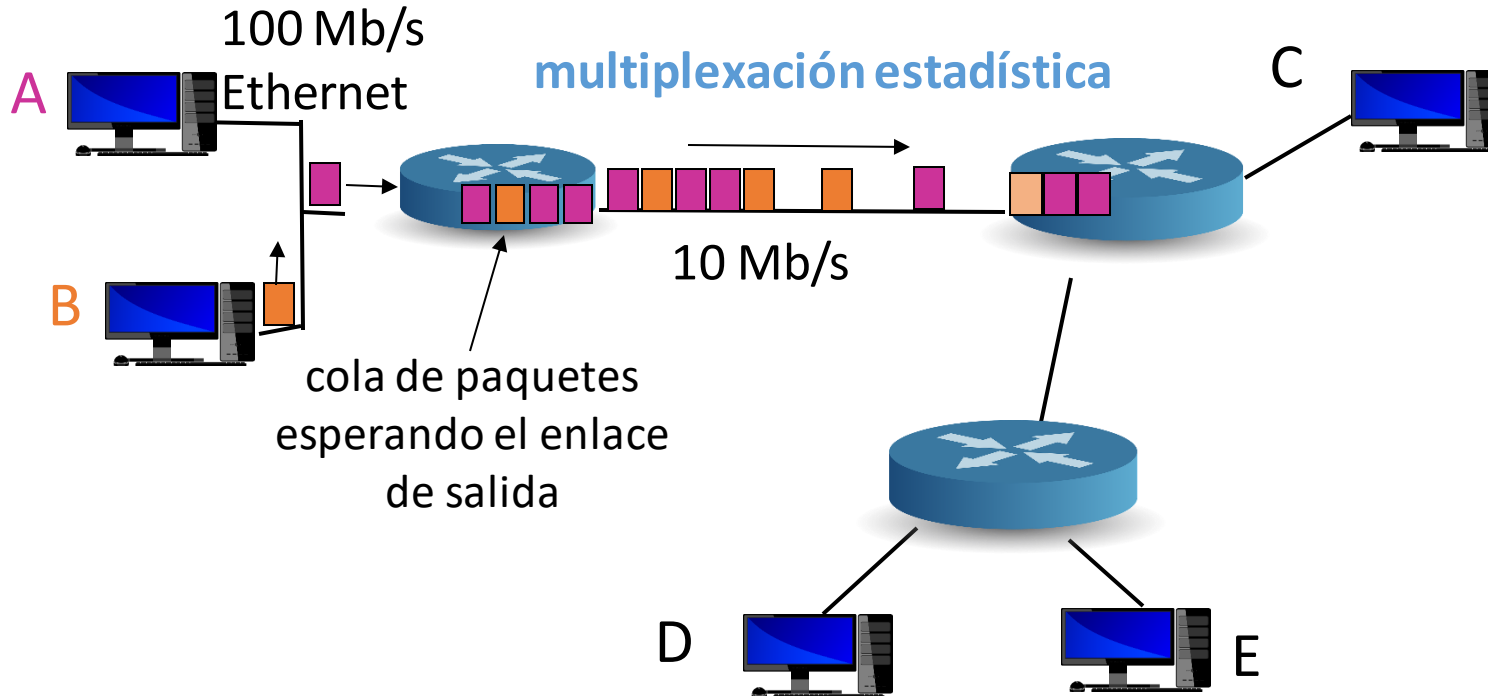 100 Mb/s
Ethernet
multiplexación estadística
A
C
B
10 Mb/s
cola de paquetes
esperando el enlace
de salida
D
E